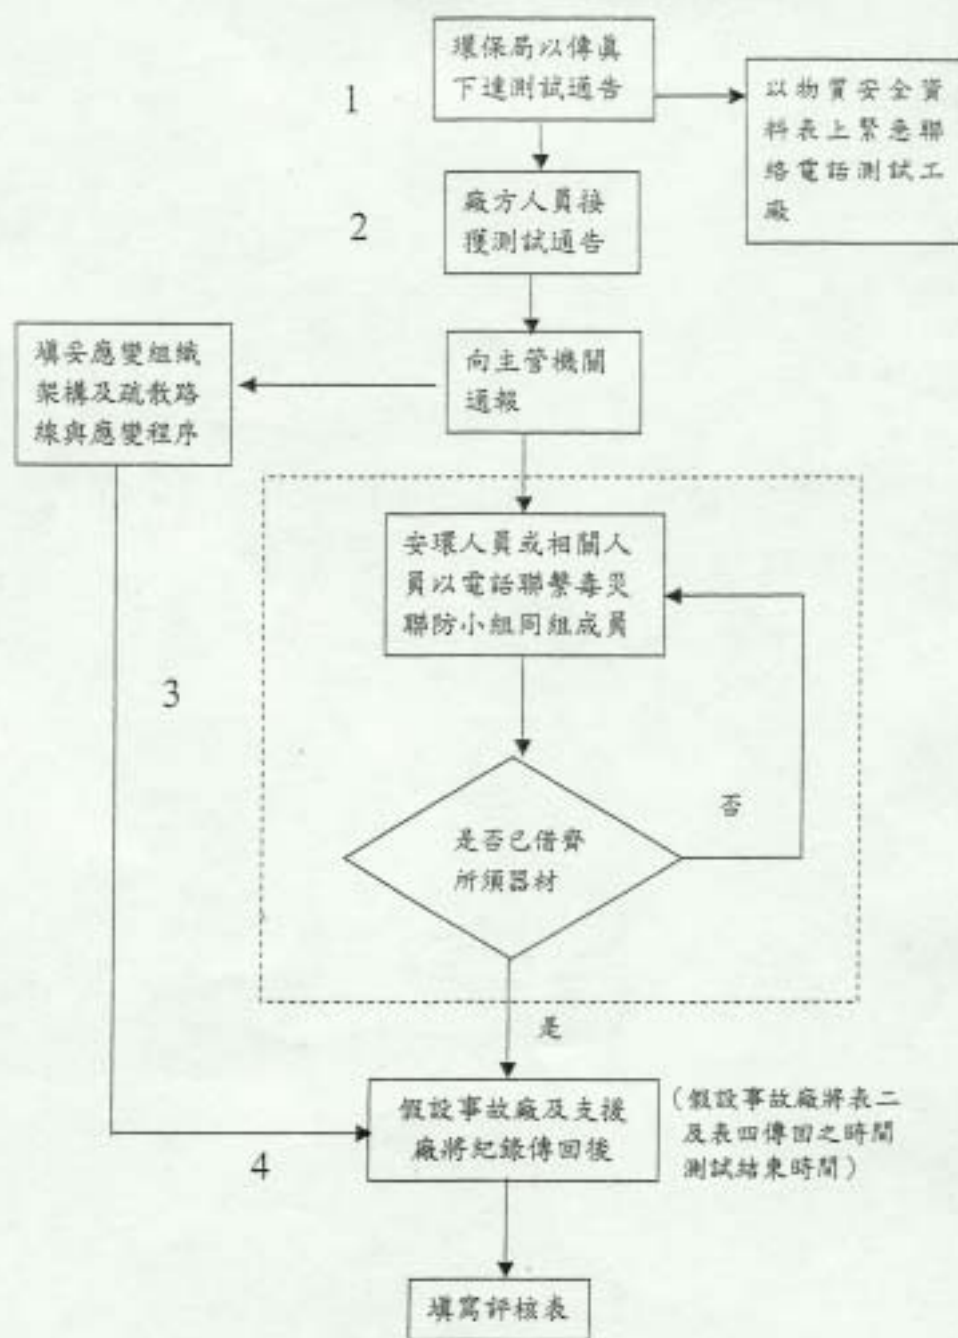 環保局以傳眞
下達測試通告
1
以物質安全資
料表上緊急聯
絡電話測試工
廠
廠方人員接
獲測試通告
2
填妥應變組織
架構及疏散路
線與應變程序
向主管機關
通報
安環人員或相關人
員以電話聯繫毒災
聯防小組同組成員
3
否
是否已借齊
所須器材
是
假設事故廠及支援
廠將紀錄傳回後
(假設事故廠將表二
及表四傳回之時間
測試結束時間)
4
填寫評核表